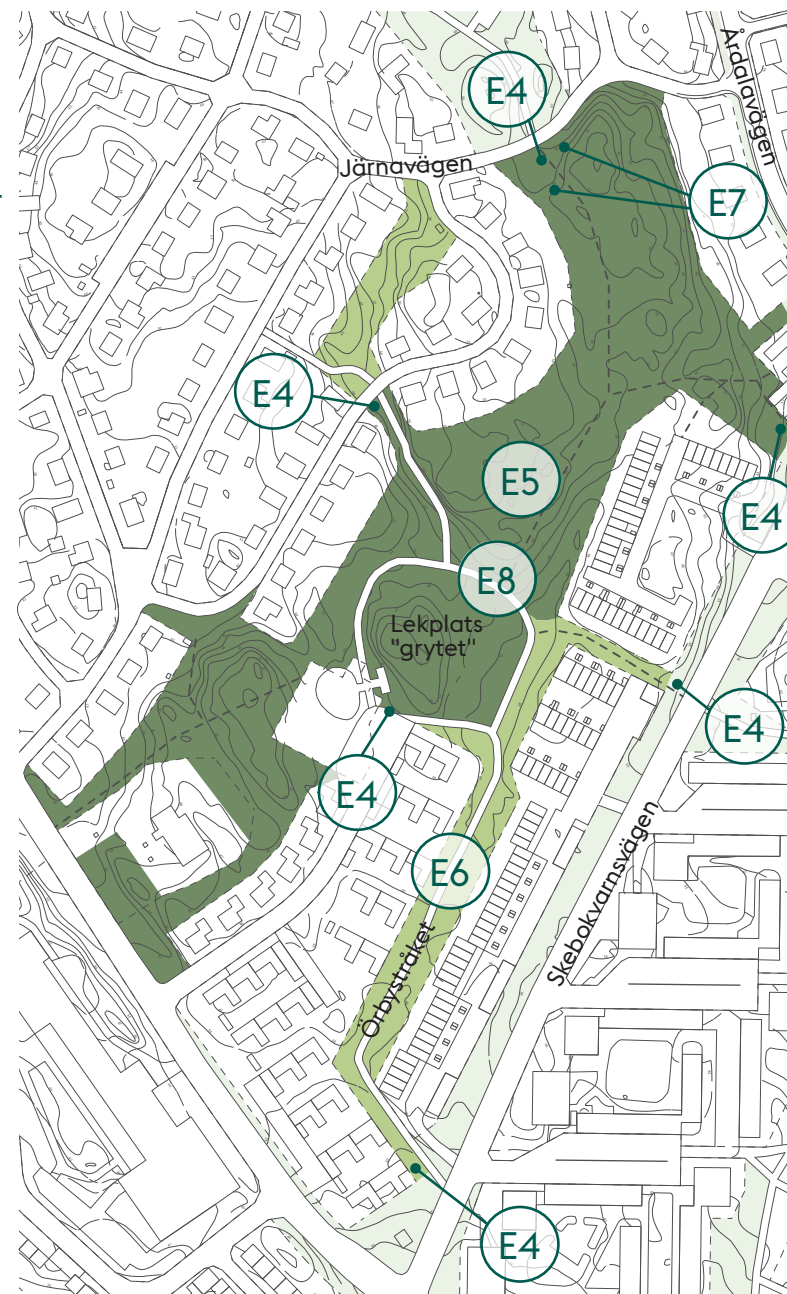 Årdalavägen
E4
Järnavägen
E7
E4
E5
E4
E8
Lekplats
"grytet"
E4
E4
E6
Skebokvarnsvägen
Örbystråket
E4